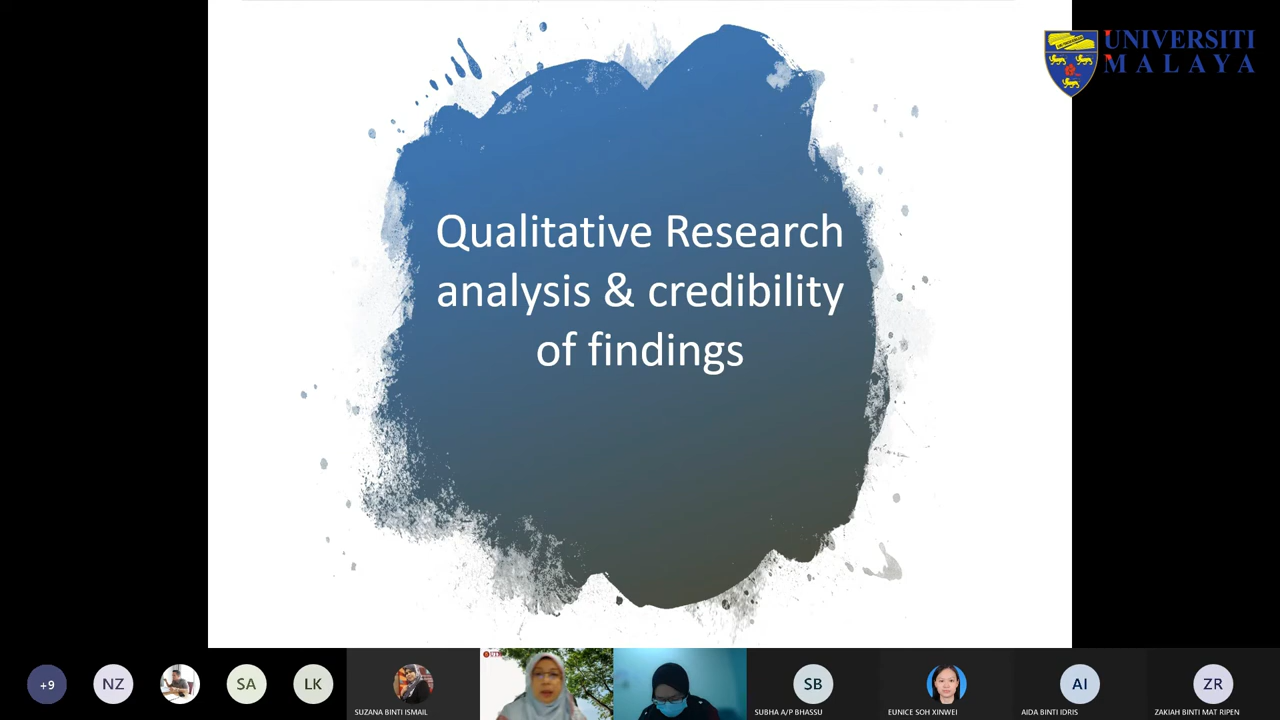 UNIVERSITI
MALAYA
Qualitative Research
analysis & credibility
of findings
+9
NZ
SA
LK
SUZANA BINTI ISMAIL
SB
SUBHA A/P BHASSU
EUNICE SOH XINWEI
AI
AIDA BINTI IDRIS
ZR
ZAKIAH BINTI MAT RIPEN